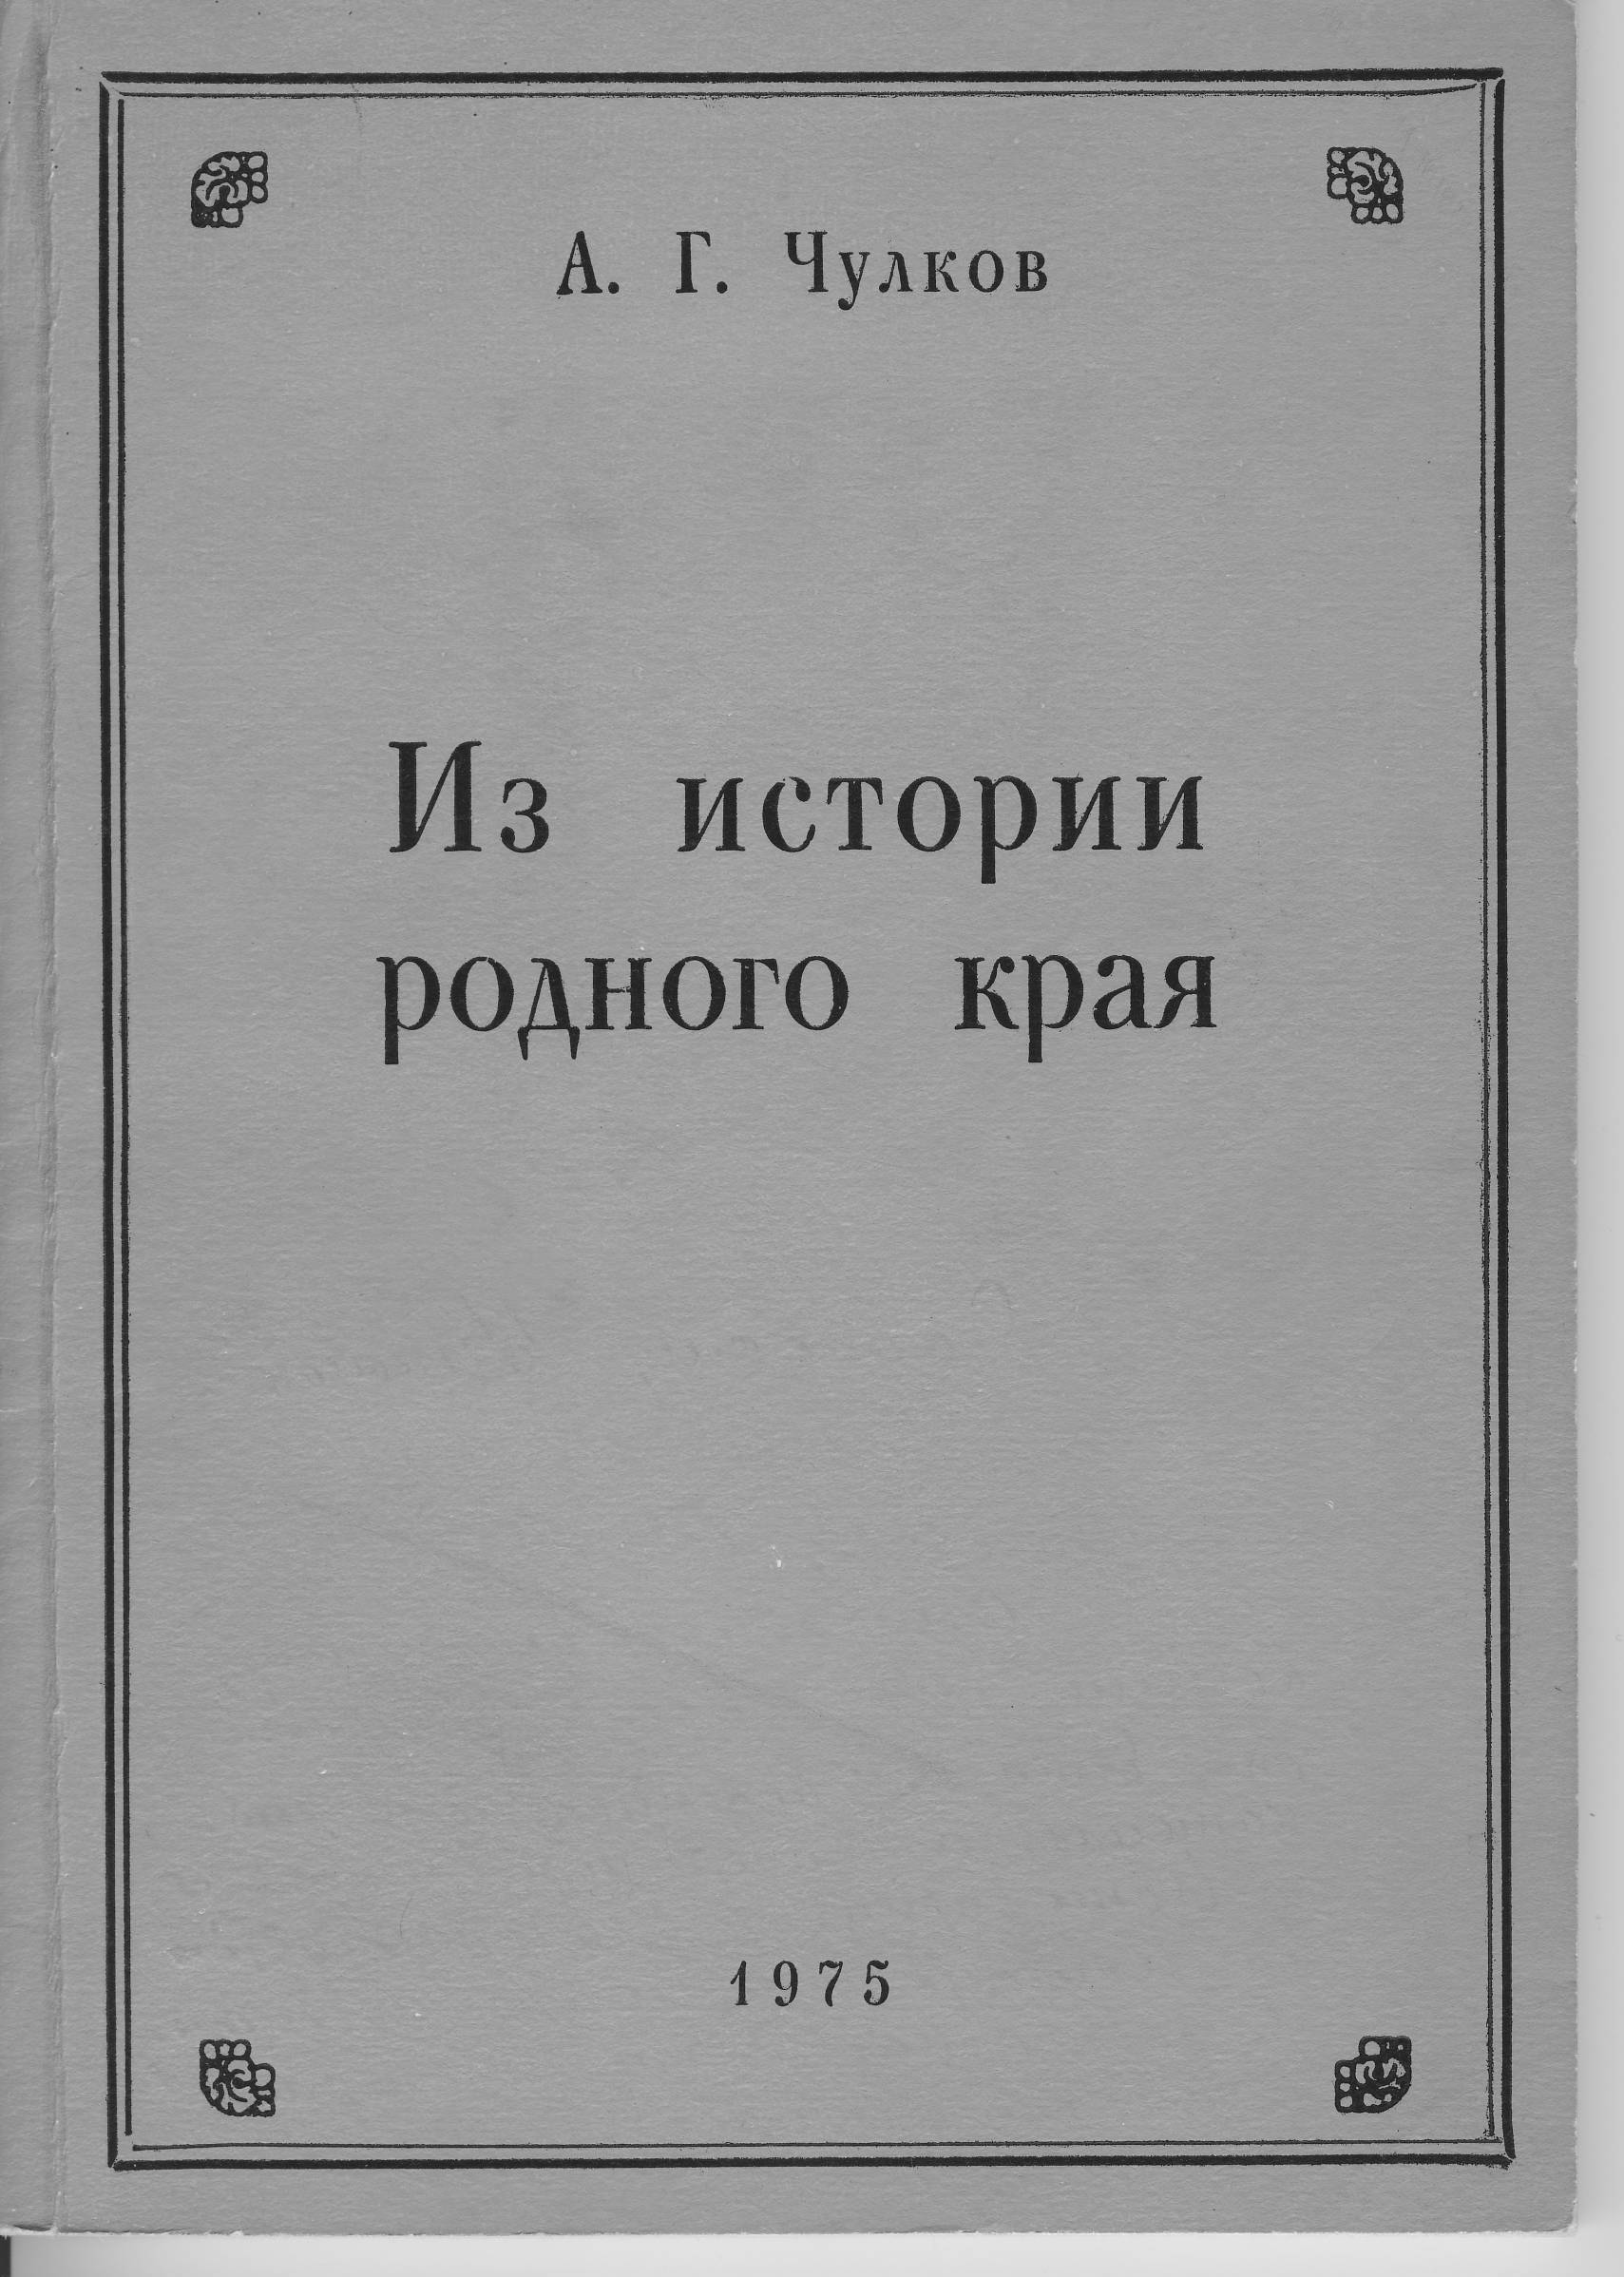 А. Г. Чулков
Из истории
родного края
1975